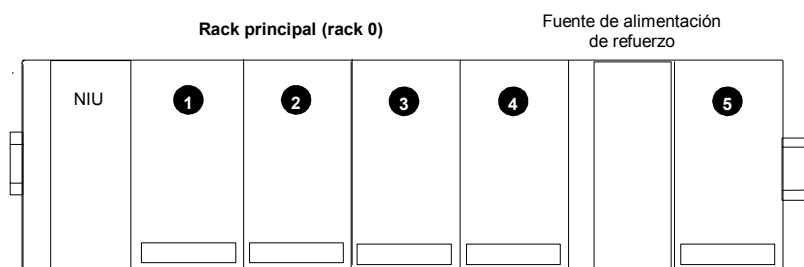 Rack principal (rack 0)
Fuente de alimentación
de refuerzo
NIU
1
2
3
4
5